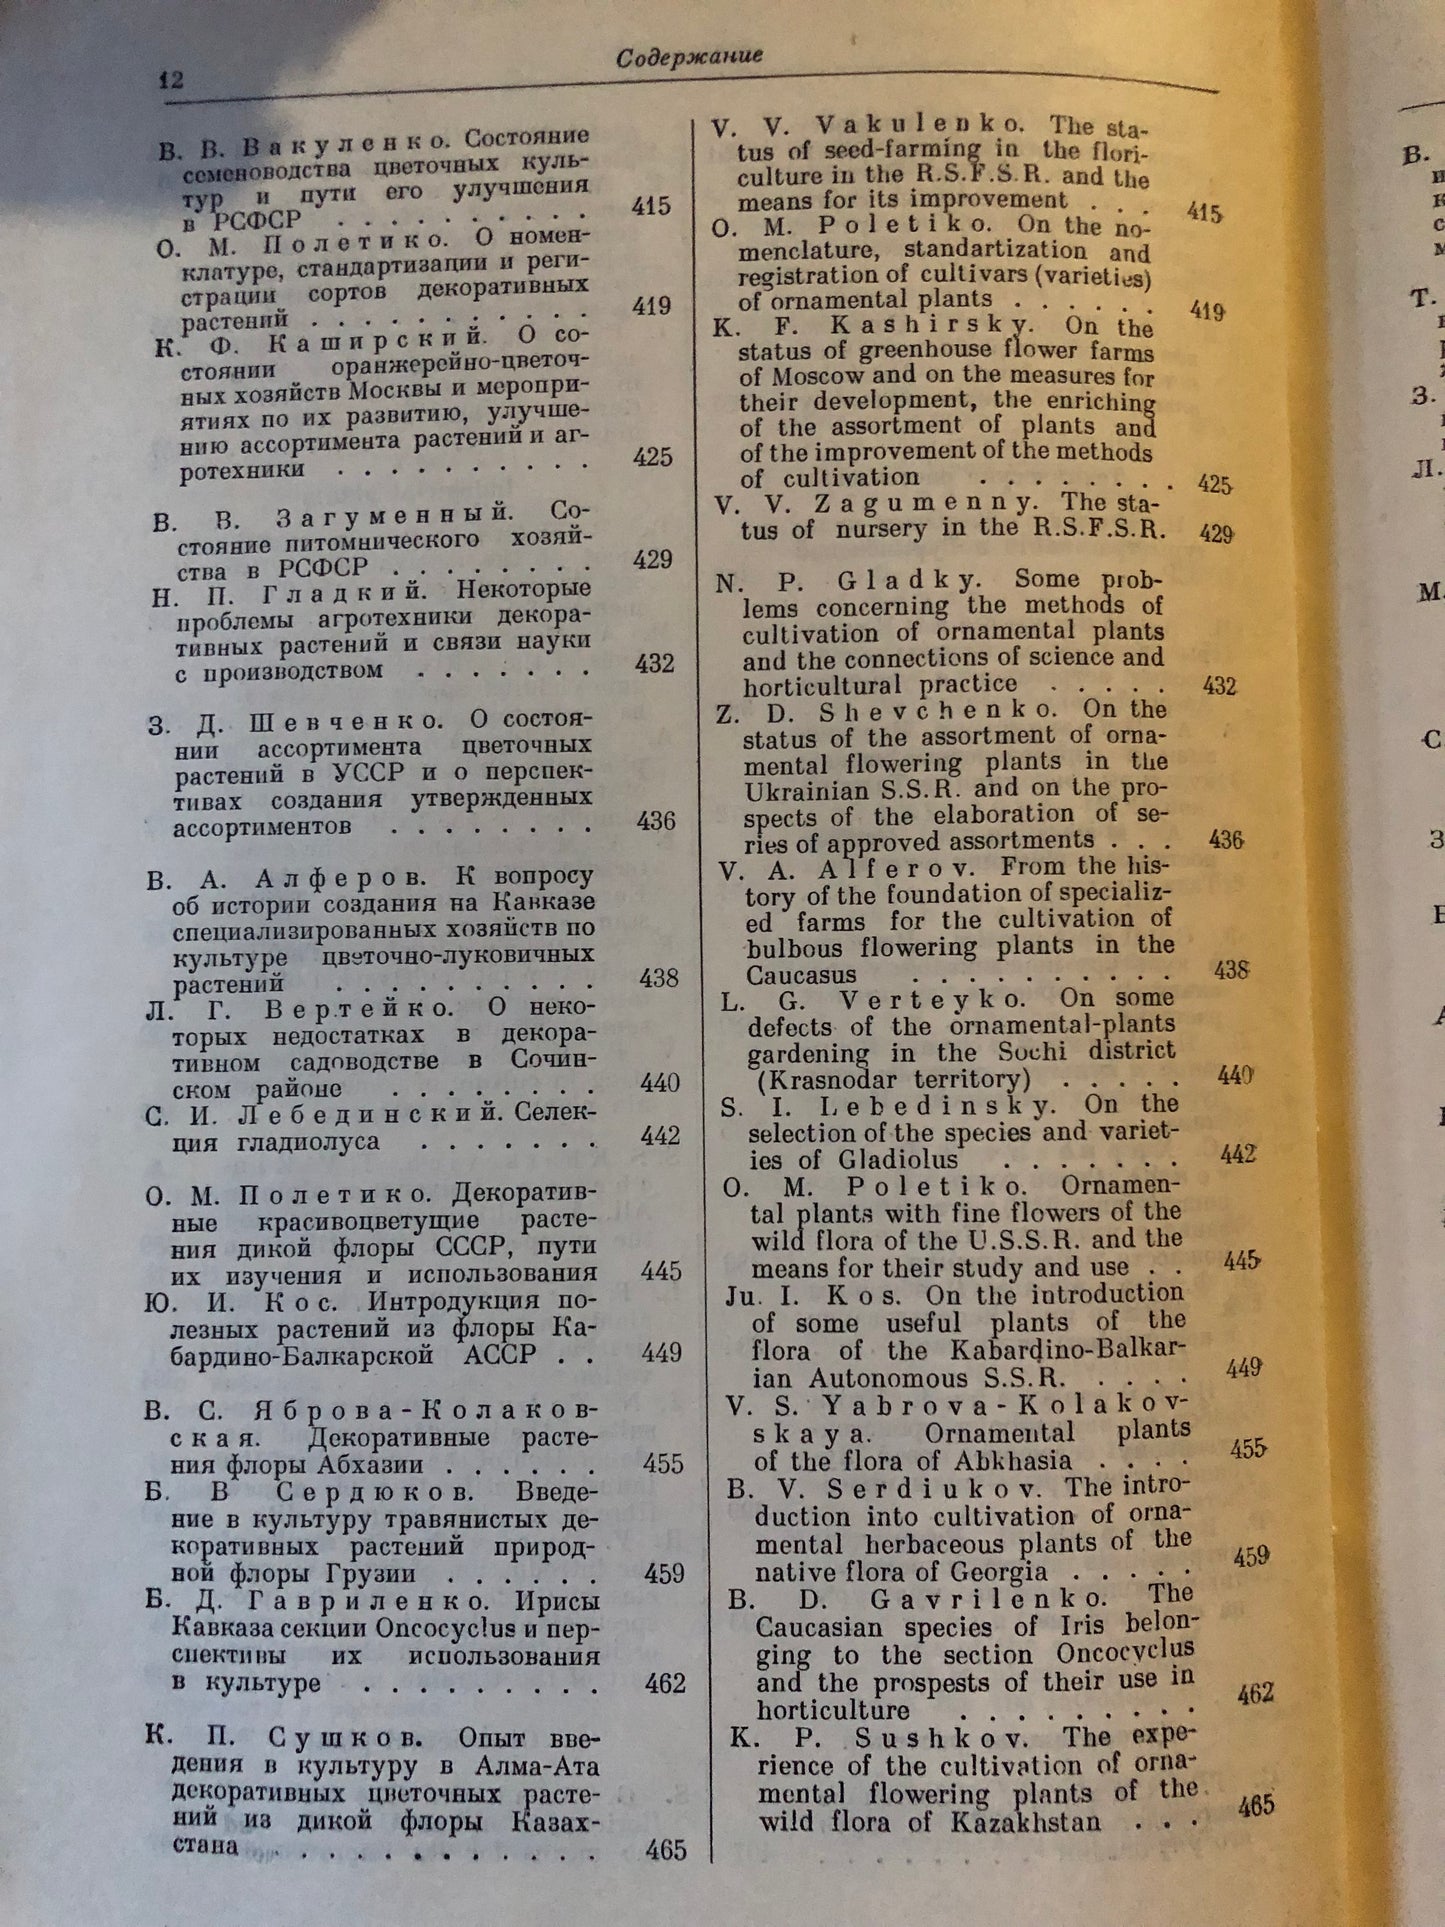 12
Содержание
В. В. Вакуленко. Состояние
семеноводства цветочных куль-
тур и пути его улучшения
в РСФСР . . . . . . . . . . 415
О. М. Полетико. О номен-
клатуре, стандартизации и реги-
страции сортов декоративных
растений . . . . . . . . . . 419
К. Ф. Каширский. О со-
стоянии оранжерейно-цветоч-
ных хозяйств Москвы и меропри-
ятиях по их развитию, улучше-
нию ассортимента растений и аг-
ротехники . . . . . . . . . . 425
В. В. Загуменный. Со-
стояние питомнического хозяй-
ства в РСФСР . . . . . . . . 429
Н. П. Гладкий. Некоторые
проблемы агротехники декора-
тивных растений и связи науки
с производством . . . . . . . 432
З. Д. Шевченко. О состоя-
нии ассортимента цветочных
растений в УССР и о перспек-
тивах создания утвержденных
ассортиментов . . . . . . . . 436
В. А. Алферов. К вопросу
об истории создания на Кавказе
специализированных хозяйств по
культуре цветочно-луковичных
растений . . . . . . . . . . 438
Л. Г. Вертейко. О неко-
торых недостатках в декора-
тивном садоводстве в Сочин-
ском районе . . . . . . . . 440
С. И. Лебединский. Селек-
ция гладиолуса . . . . . . . 442
О. М. Полетико. Декоратив-
ные красивоцветущие расте-
ния дикой флоры СССР, пути
их изучения и использования 445
Ю. И. Кос. Интродукция по-
лезных растений из флоры Ка-
бардино-Балкарской АССР . . 449
В. С. Яброва-Колаков-
ская. Декоративные расте-
ния флоры Абхазии . . . . . . 455
Б. В Сердюков. Введе-
ние в культуру травянистых де-
коративных растений природ-
ной флоры Грузии . . . . . . 459
Б. Д. Гавриленко. Ирисы
Кавказа секции Oncocyclus и пер-
спективы их использования
в культуре . . . . . . . . . 462
К. П. Сушков. Опыт вве-
дения в культуру в Алма-Ата
декоративных цветочных расте-
ний из дикой флоры Казах-
стана . . . . . . . . . . . . 465
V. V. Vakulenko. The sta-
tus of seed-farming in the flori-
culture in the R.S.F.S.R. and the
means for its improvement . . . 415
O. M. Poletiko. On the no-
menclature, standartization and
registration of cultivars (varieties)
of ornamental plants . . . . . . 419
K. F. Kashirsky. On the
status of greenhouse flower farms
of Moscow and on the measures for
their development, the enriching
of the assortment of plants and
of the improvement of the methods
of cultivation . . . . . . . . 425
V. V. Zagumenny. The sta-
tus of nursery in the R.S.F.S.R. 429
N. P. Gladky. Some prob-
lems concerning the methods of
cultivation of ornamental plants
and the connections of science and
horticultural practice . . . . . 432
Z. D. Shevchenko. On the
status of the assortment of orna-
mental flowering plants in the
Ukrainian S.S.R. and on the pro-
spects of the elaboration of se-
ries of approved assortments . . . 436
V. A. Alferov. From the his-
tory of the foundation of specializ-
ed farms for the cultivation of
bulbous flowering plants in the
Caucasus . . . . . . . . . . 438
L. G. Verteyko. On some
defects of the ornamental-plants
gardening in the Sochi district
(Krasnodar territory) . . . . . 440
S. I. Lebedinsky. On the
selection of the species and variet-
ies of Gladiolus . . . . . . . 442
O. M. Poletiko. Ornamen-
tal plants with fine flowers of the
wild flora of the U.S.S.R. and the
means for their study and use . . 445
Ju. I. Kos. On the introduction
of some useful plants of the
flora of the Kabardino-Balkar-
ian Autonomous S.S.R. . . . . 449
V. S. Yabrova-Kolakov-
skaya. Ornamental plants
of the flora of Abkhasia . . . . 455
B. V. Serdiukov. The intro-
duction into cultivation of orna-
mental herbaceous plants of the
native flora of Georgia . . . . . 459
B. D. Gavrilenko. The
Caucasian species of Iris belon-
ging to the section Oncocyclus
and the prospects of their use in
horticulture . . . . . . . . . 462
K. P. Sushkov. The expe-
rience of the cultivation of orna-
mental flowering plants of the
wild flora of Kazakhstan . . . 465